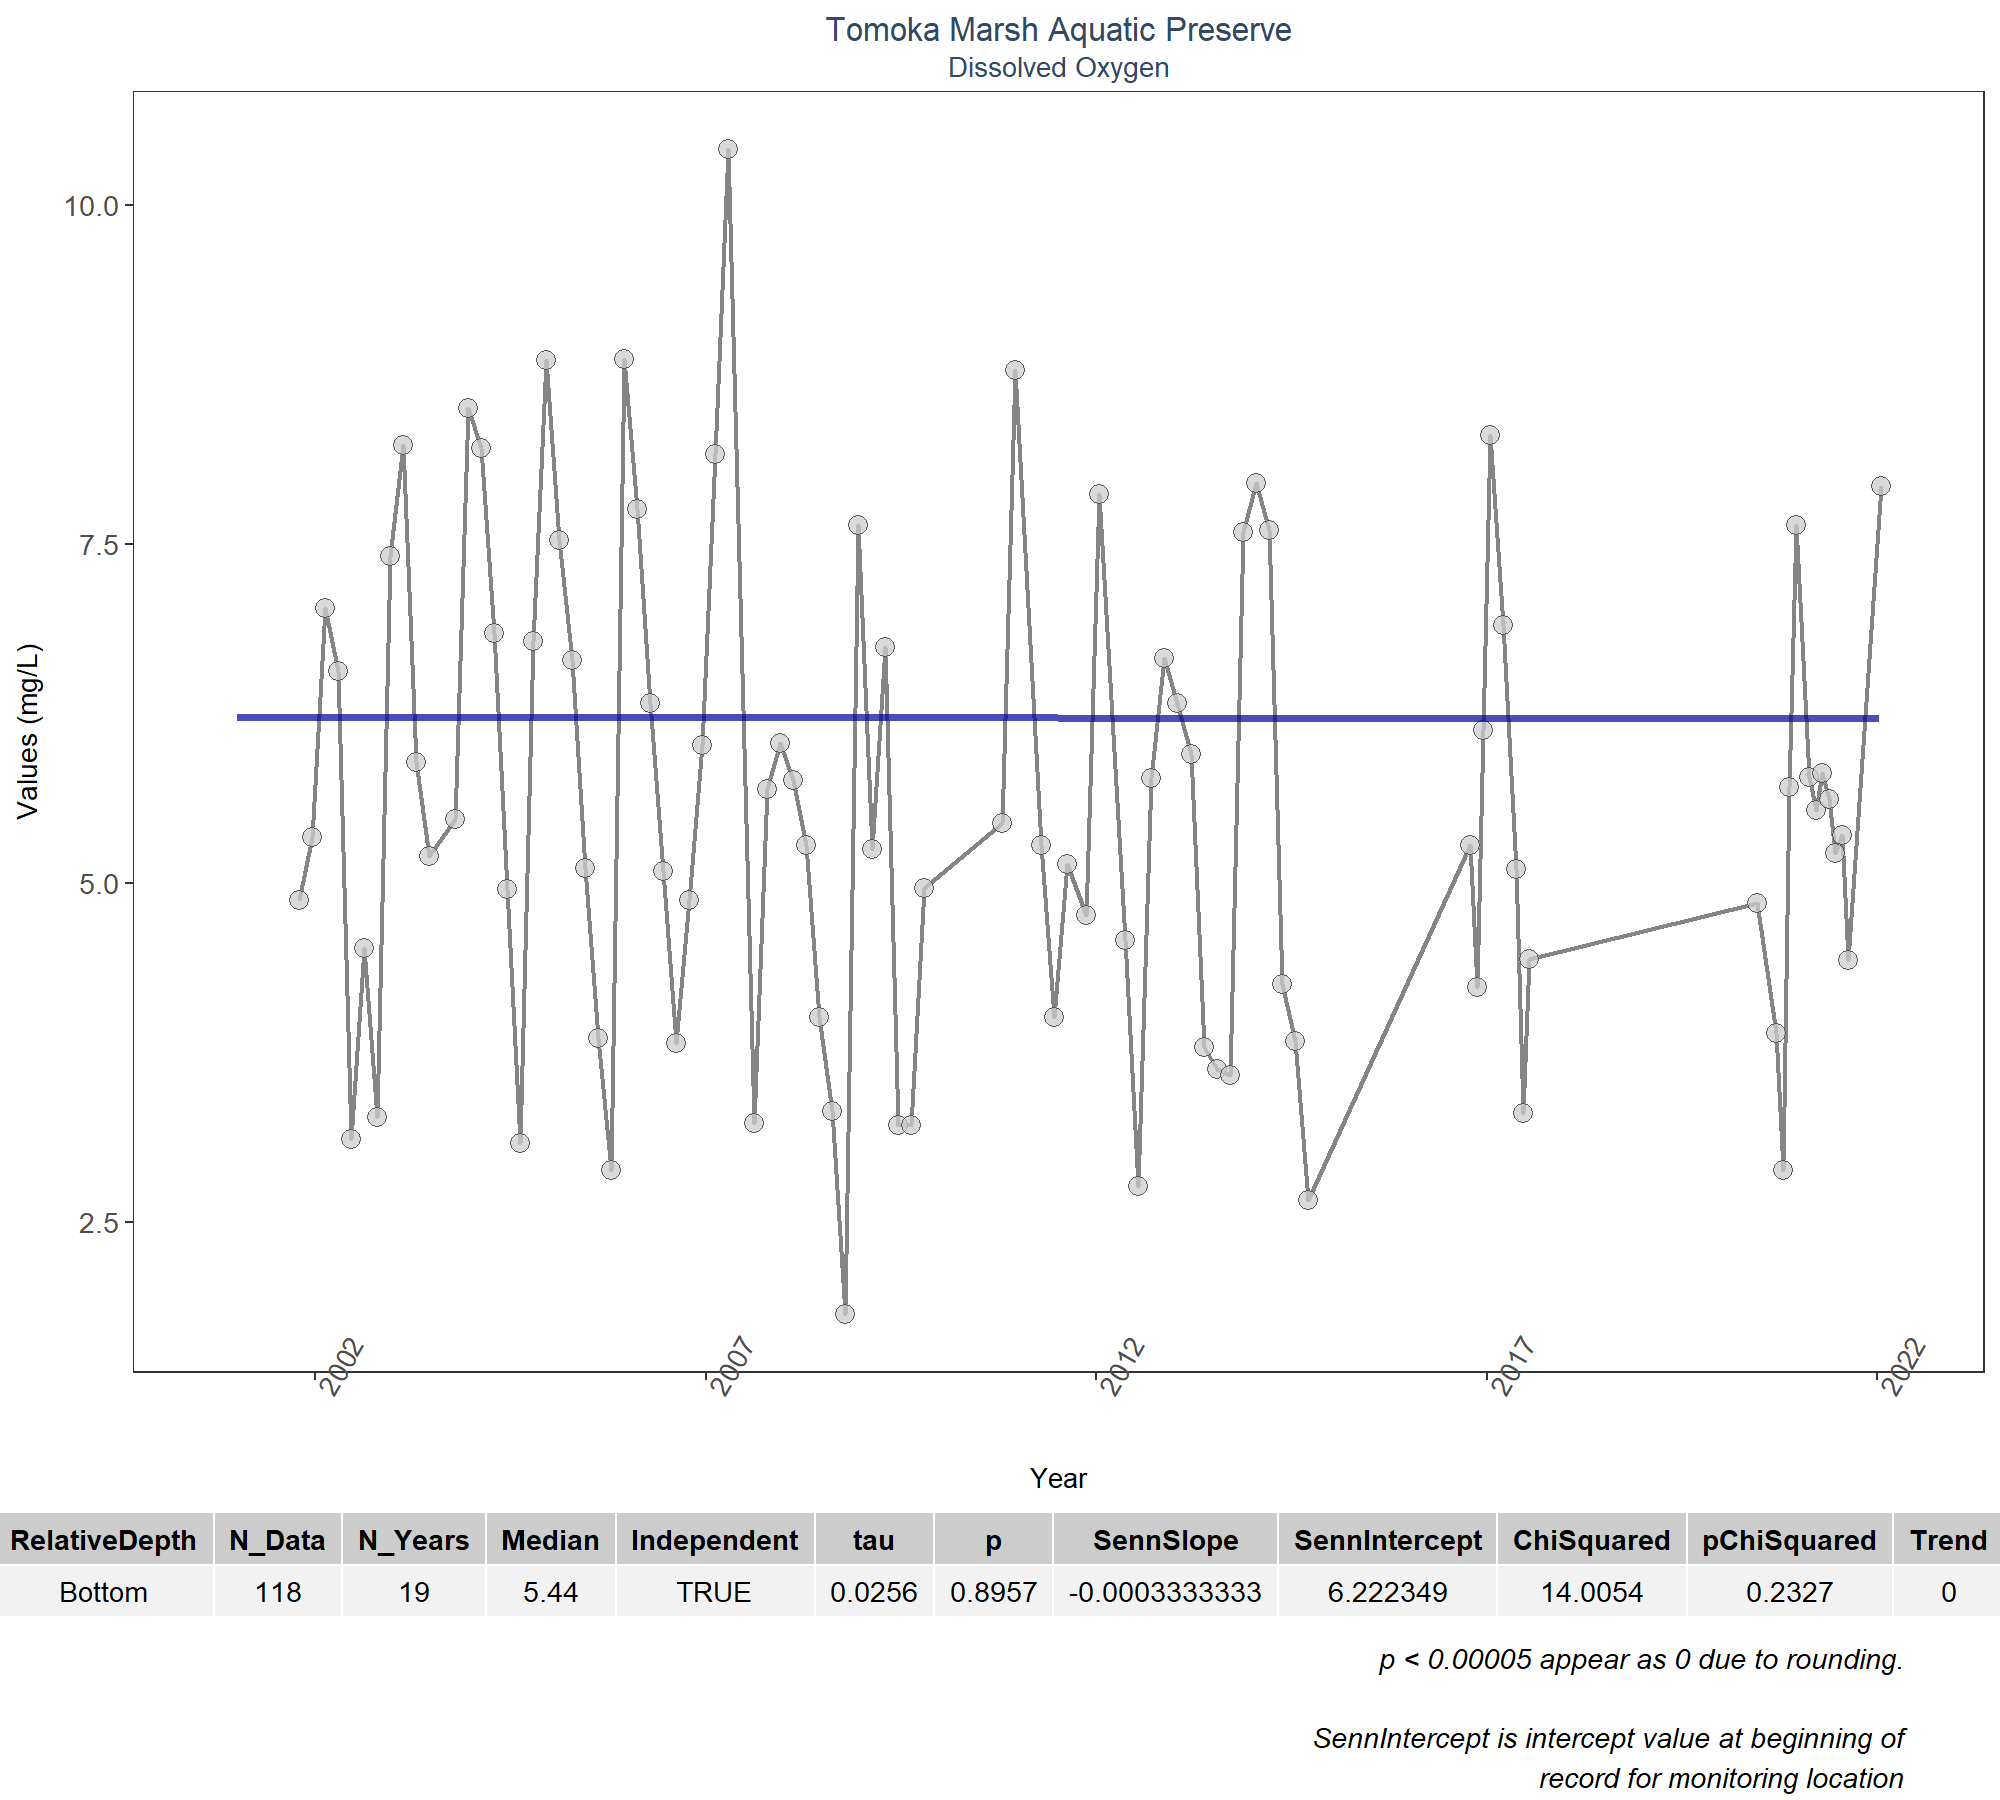 Tomoka Marsh Aquatic Preserve
Dissolved Oxygen
10.0
7.5
5.0
2.5
Values (mg/L)
2002 2007 2012 2017 2022
Year
RelativeDepth N_Data N_Years Median Independent tau p SennSlope SennIntercept ChiSquared pChiSquared Trend
Bottom 118 19 5.44 TRUE 0.0256 0.8957 -0.0003333333 6.222349 14.0054 0.2327 0
p < 0.00005 appear as 0 due to rounding.
SennIntercept is intercept value at beginning of
record for monitoring location